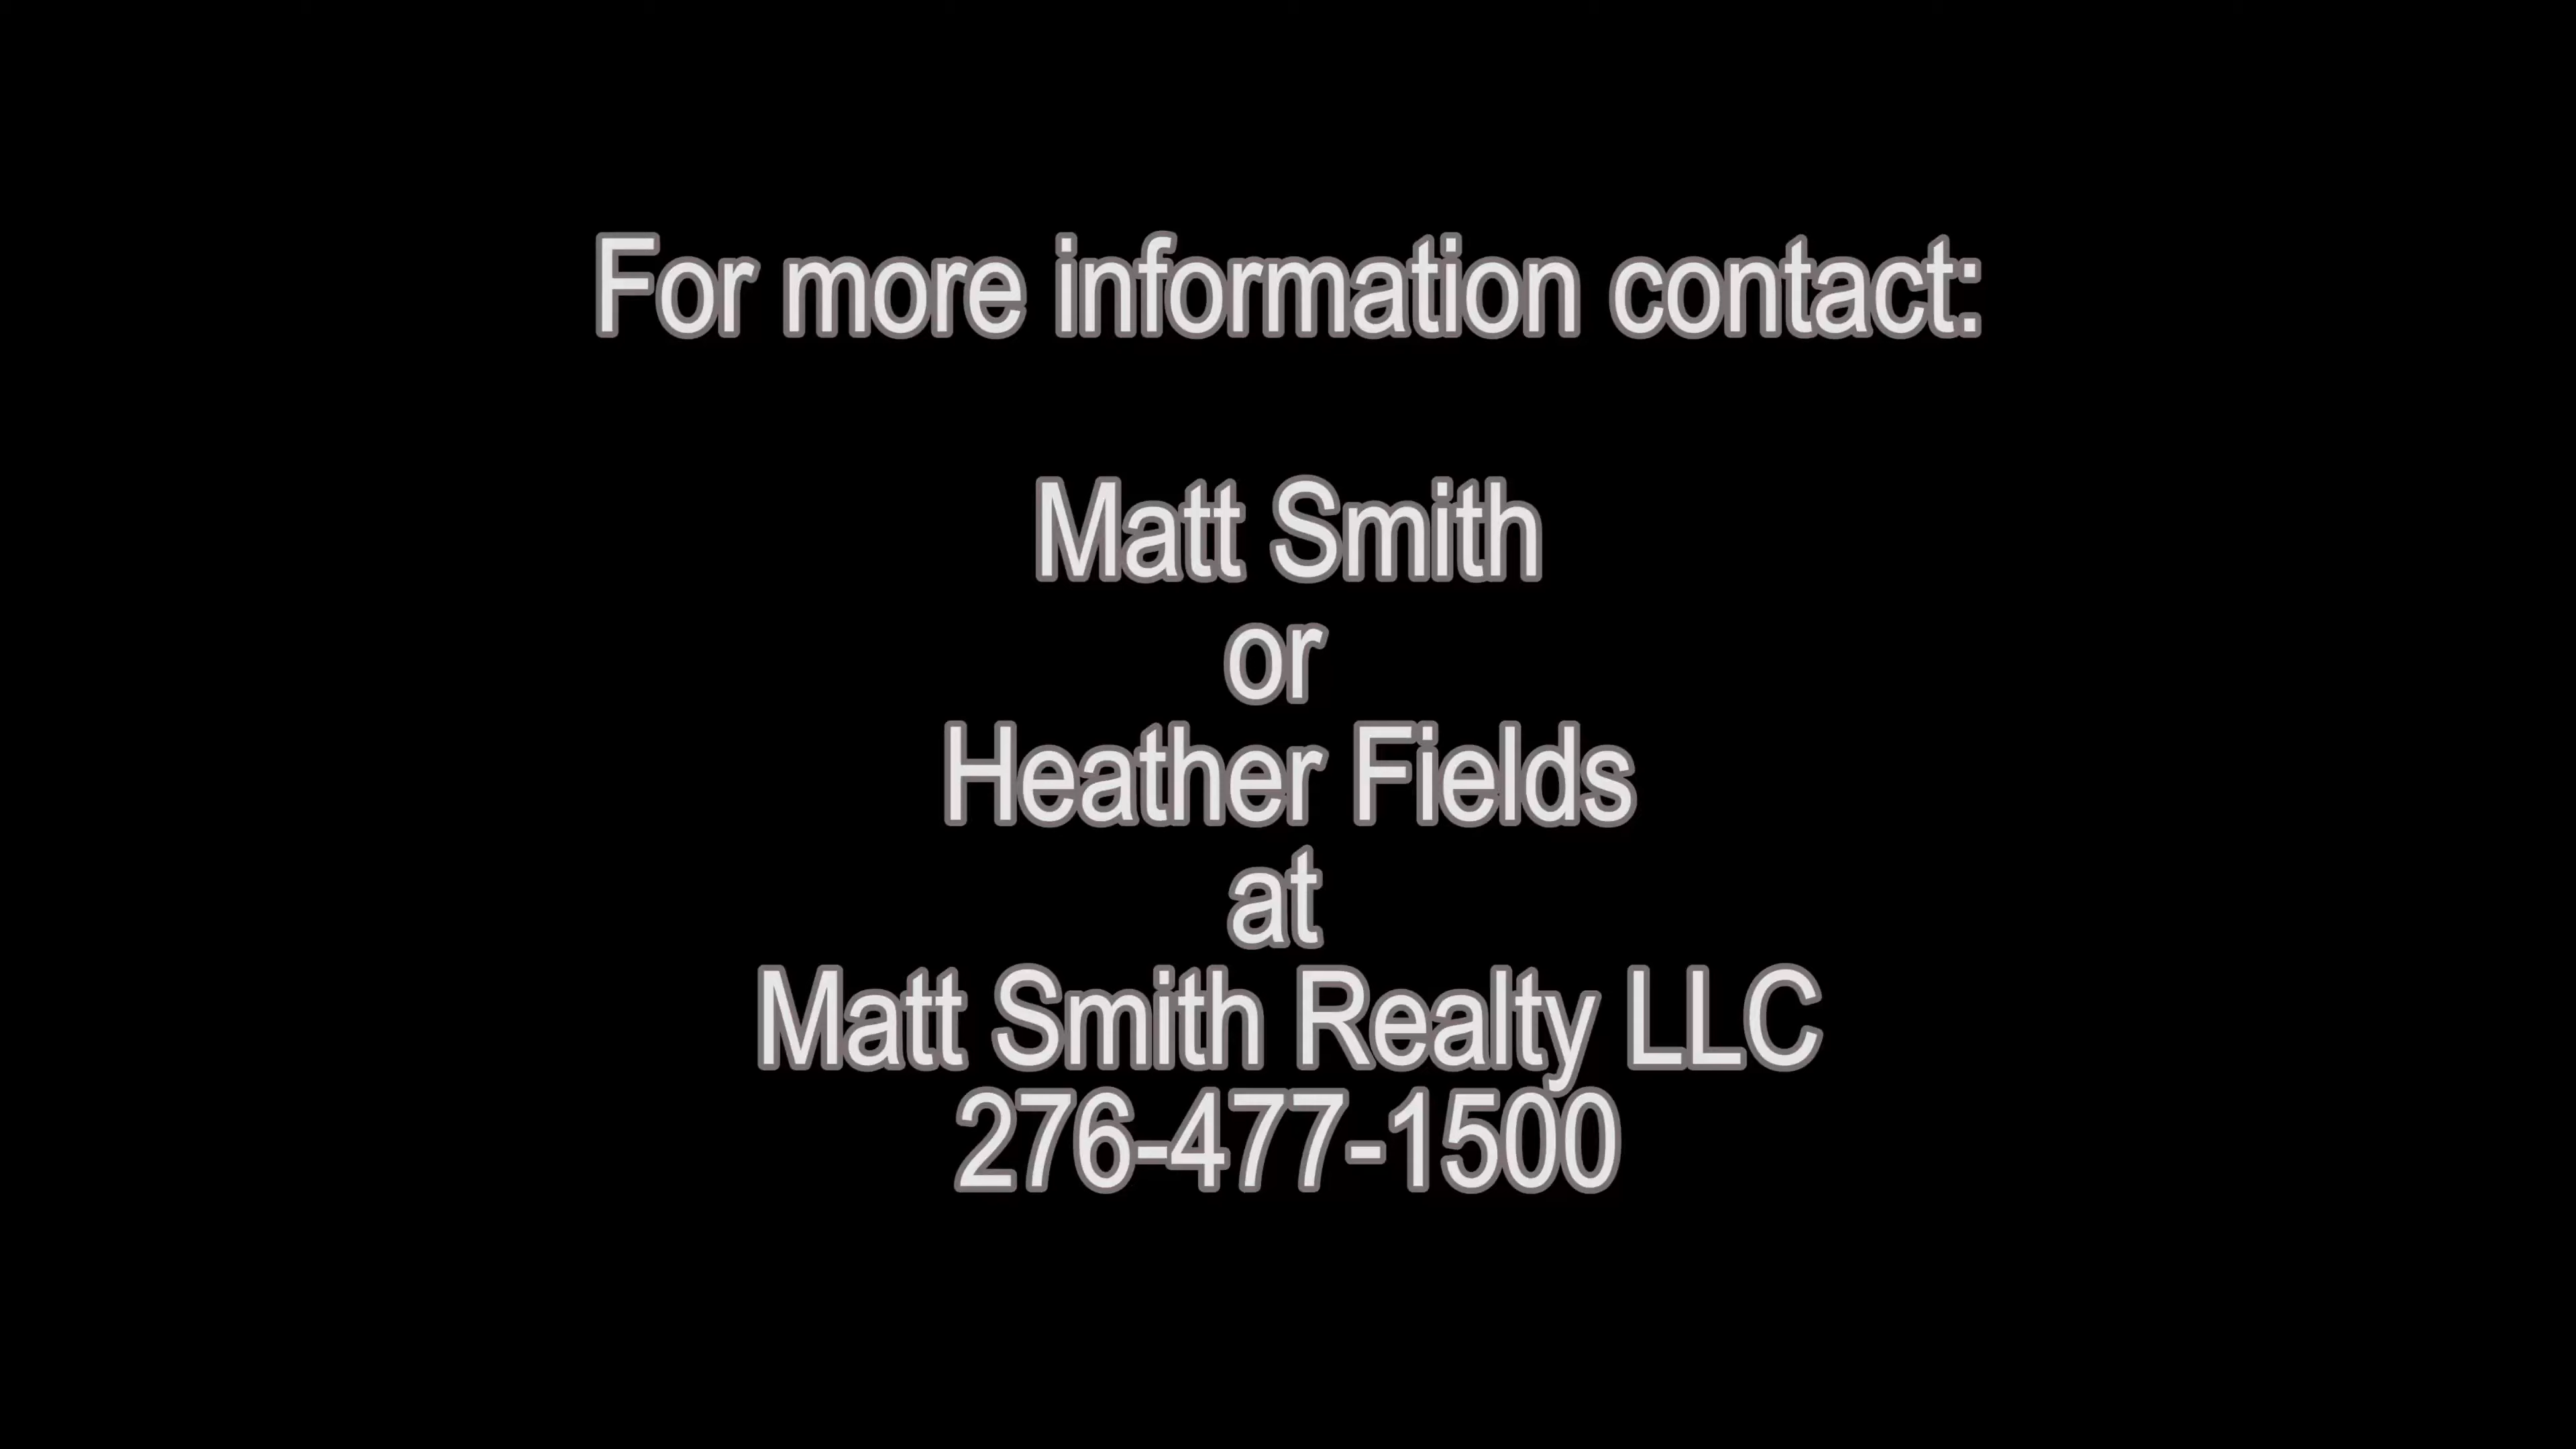 For more information contact:
Matt Smith
or
Heather Fields
at
Matt Smith Realty LLC
276-477-1500